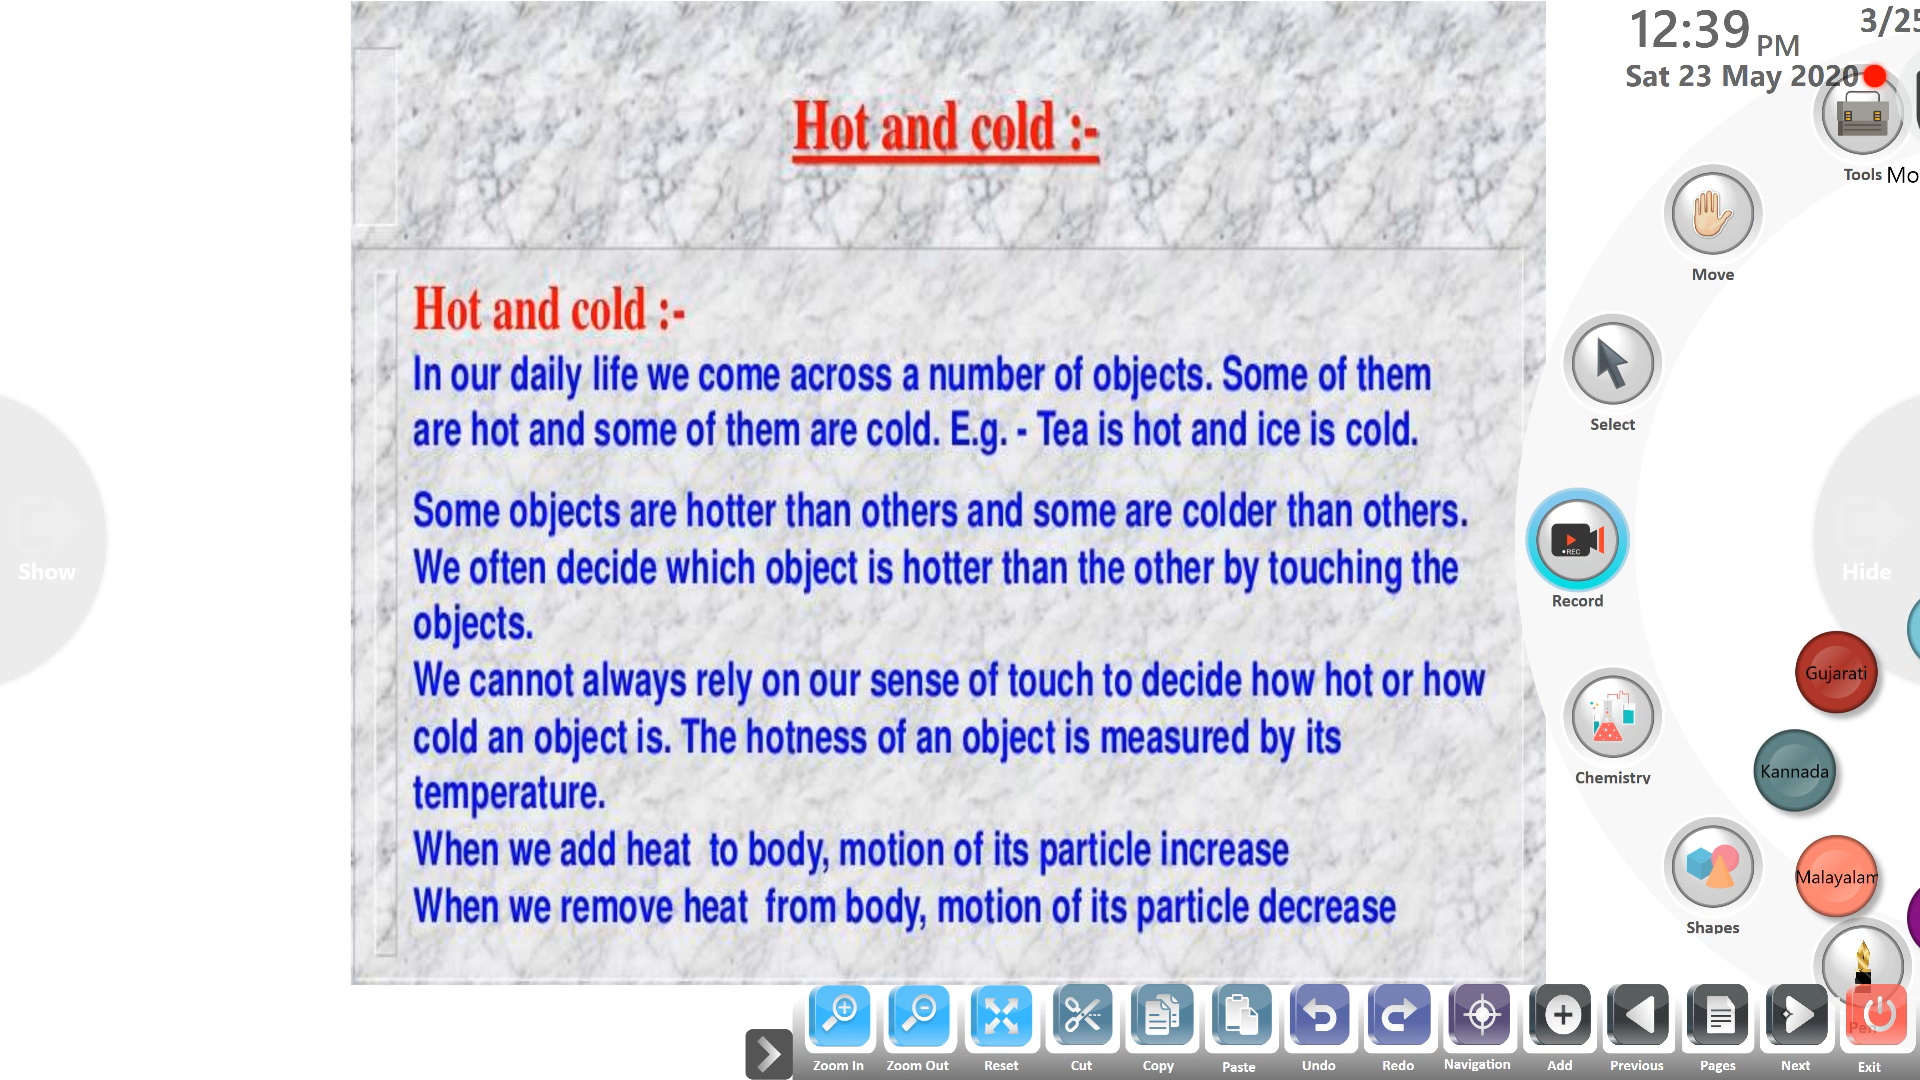 12:39 PM
3/25
Sat 23 May 2020
Hot and cold :-
Hot and cold :-
In our daily life we come across a number of objects. Some of them
are hot and some of them are cold. E.g. - Tea is hot and ice is cold.
Some objects are hotter than others and some are colder than others.
We often decide which object is hotter than the other by touching the
objects.
We cannot always rely on our sense of touch to decide how hot or how
cold an object is. The hotness of an object is measured by its
temperature.
When we add heat to body, motion of its particle increase
When we remove heat from body, motion of its particle decrease
Show
Tools
Mo
Move
Select
REC
Record
Hide
Gujarati
Kannada
Chemistry
Malayalam
Shapes
Zoom In
Zoom Out
Reset
Cut
Copy
Paste
Undo
Redo
Navigation
Add
Previous
Pages
Next
Exit